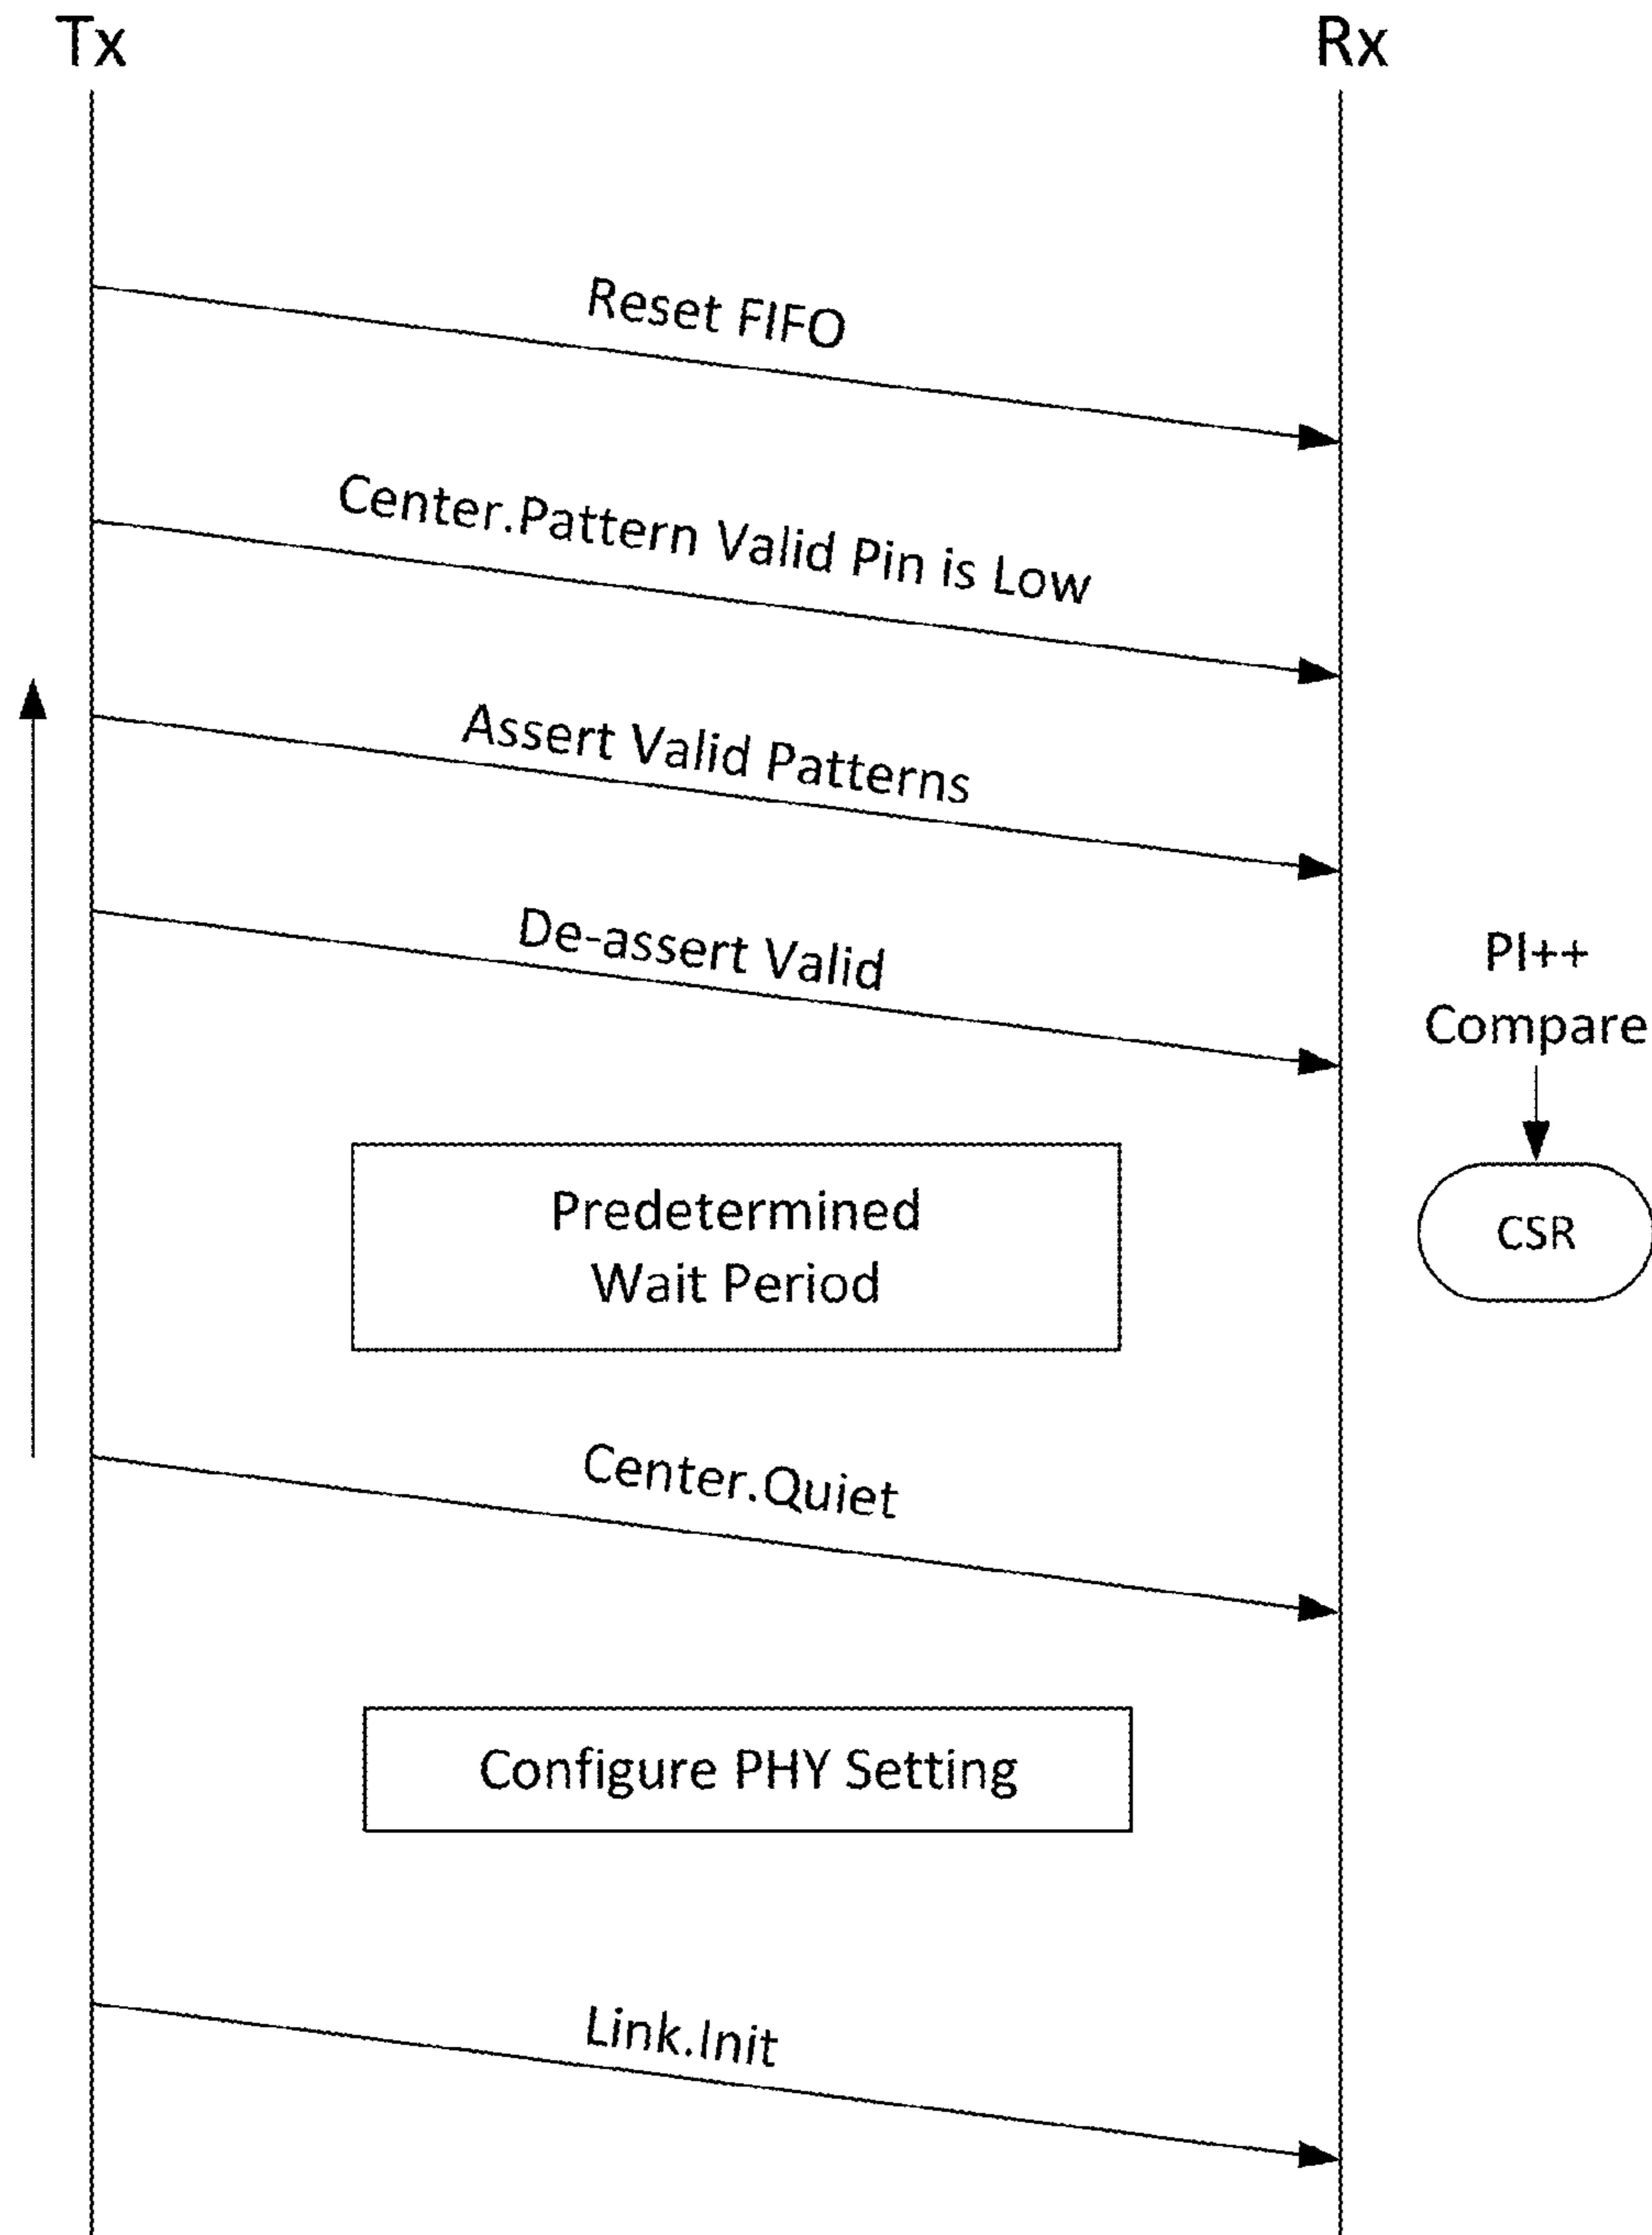 Tx
Rx
Reset FIFO
Center.Pattern Valid Pin is Low
Assert Valid Patterns
De-assert Valid
PI++
Compare
CSR
Predetermined
Wait Period
Center.Quiet
Configure PHY Setting
Link.Init